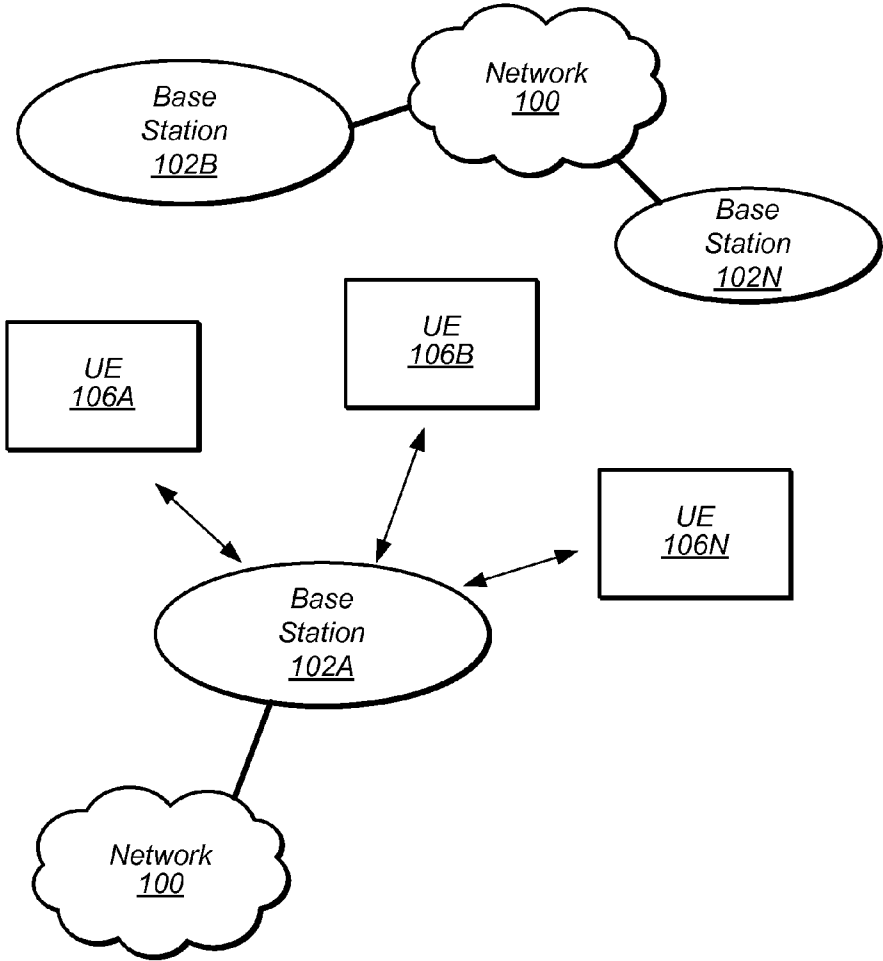 Network
100
Base
Station
102B
Base
Station
102N
UE
106B
UE
106A
UE
106N
Base
Station
102A
Network
100